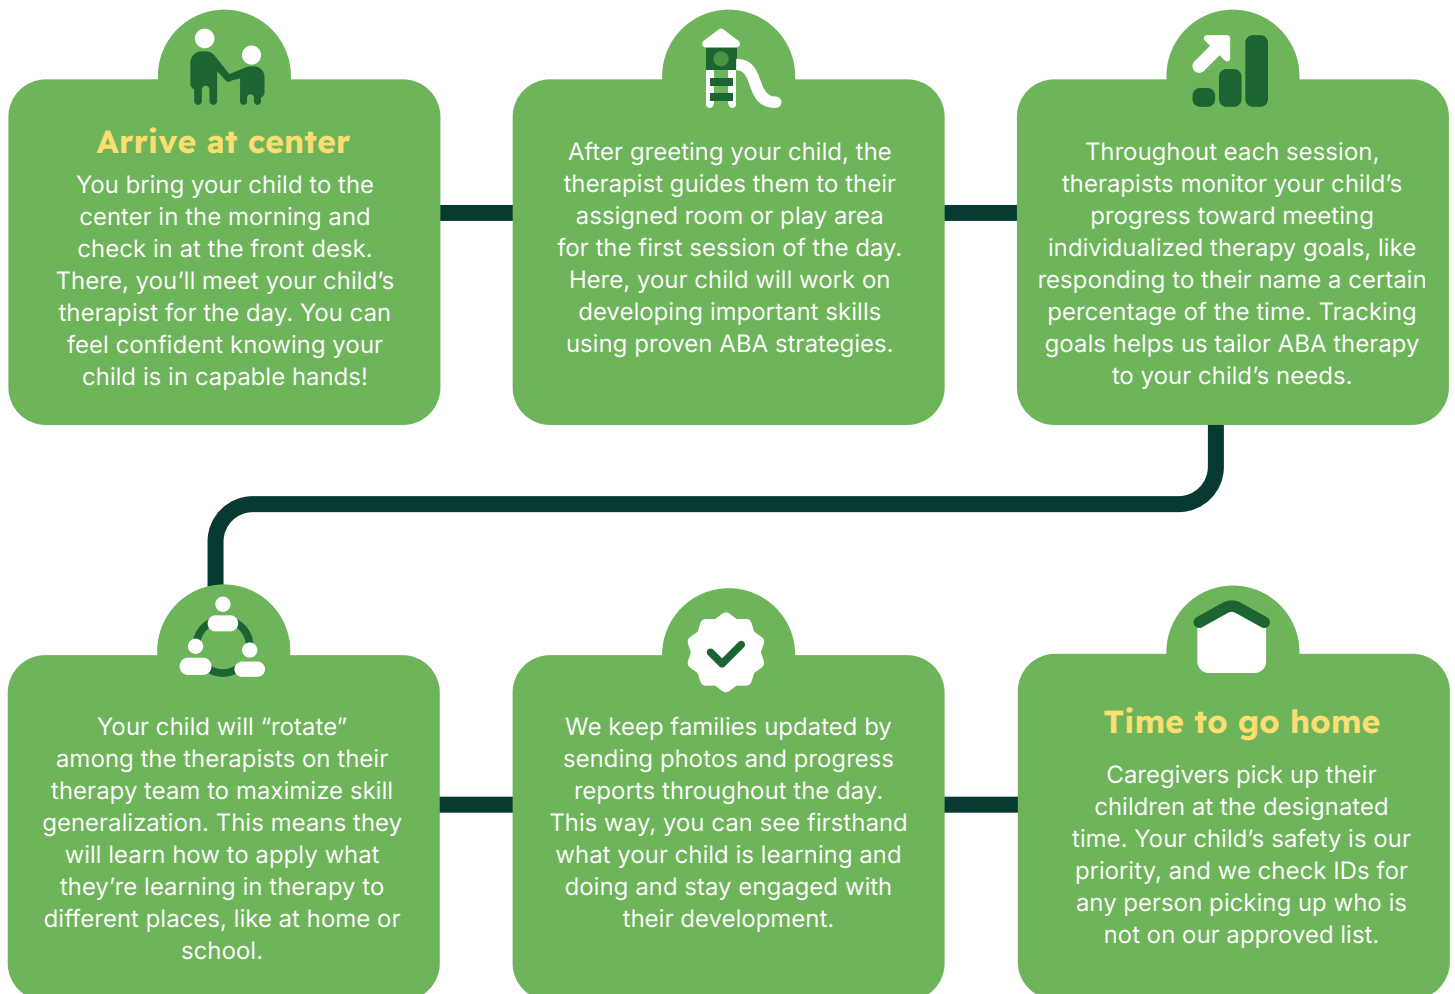 Arrive at center
You bring your child to the
center in the morning and
check in at the front desk.
There, you’ll meet your child’s
therapist for the day. You can
feel confident knowing your
child is in capable hands!
After greeting your child, the
therapist guides them to their
assigned room or play area
for the first session of the day.
Here, your child will work on
developing important skills
using proven ABA strategies.
Throughout each session,
therapists monitor your child’s
progress toward meeting
individualized therapy goals, like
responding to their name a certain
percentage of the time. Tracking
goals helps us tailor ABA therapy
to your child’s needs.
Your child will “rotate”
among the therapists on their
therapy team to maximize skill
generalization. This means they
will learn how to apply what
they’re learning in therapy to
different places, like at home or
school.
We keep families updated by
sending photos and progress
reports throughout the day.
This way, you can see firsthand
what your child is learning and
doing and stay engaged with
their development.
Time to go home
Caregivers pick up their
children at the designated
time. Your child’s safety is our
priority, and we check IDs for
any person picking up who is
not on our approved list.